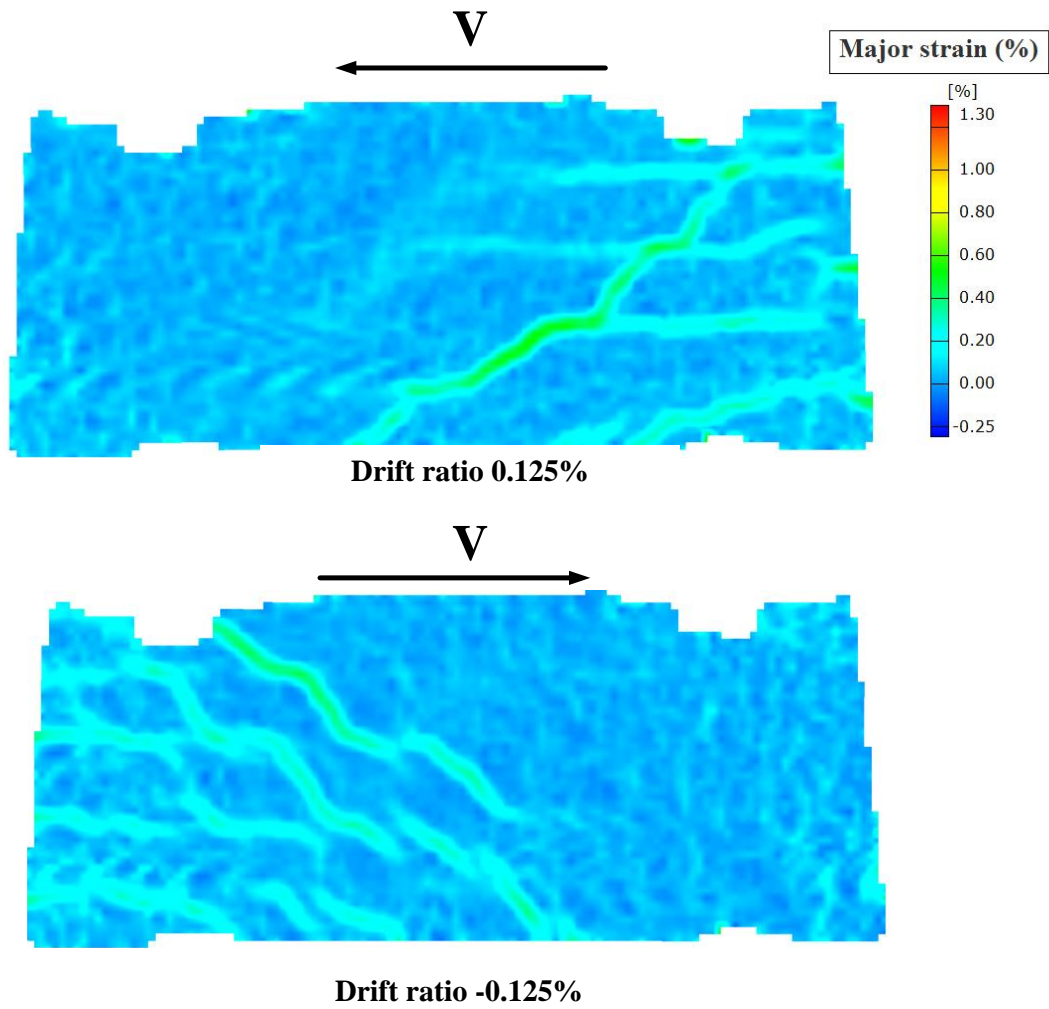 V
Major strain (%)
[%]
1.30
1.00
0.80
0.60
0.40
0.20
0.00
-0.25
Drift ratio 0.125%
V
Drift ratio -0.125%